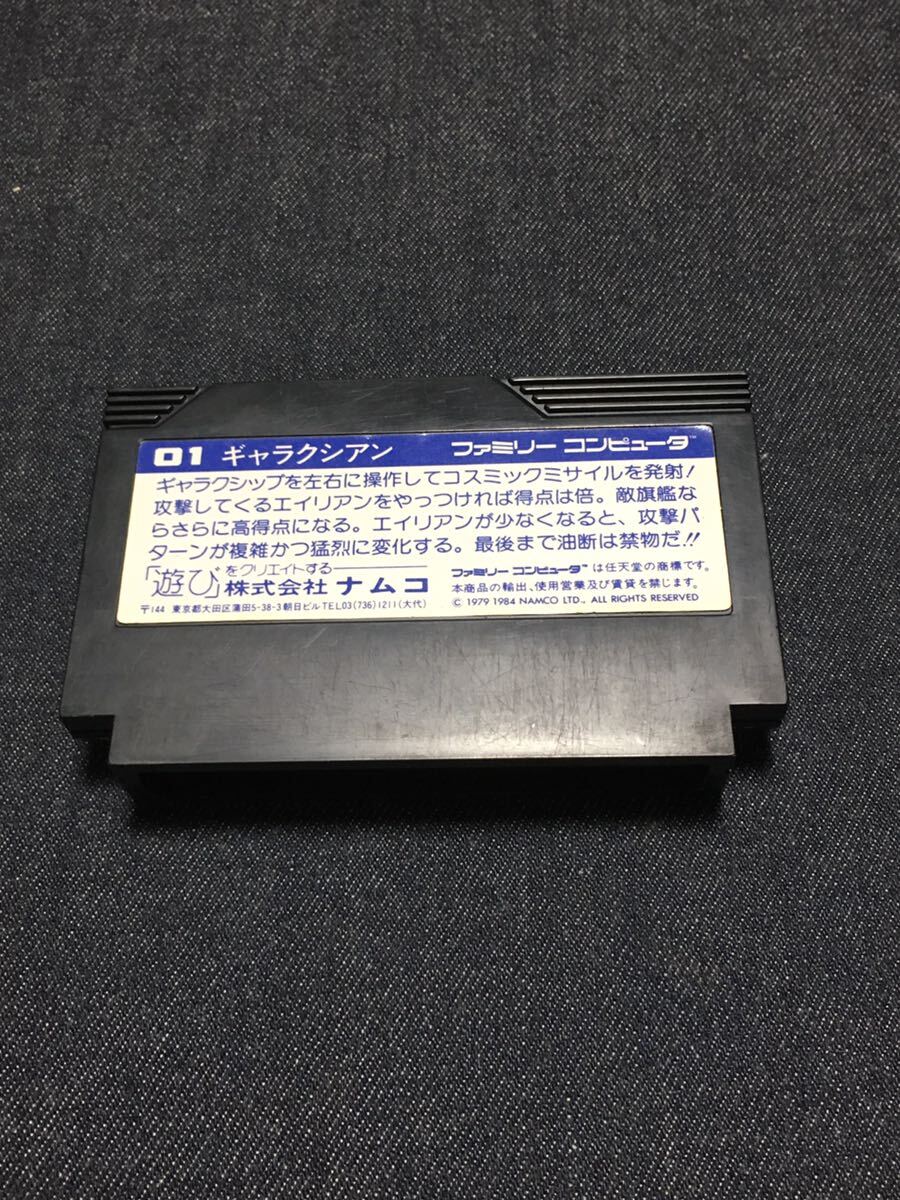 01 ギャラクシアン ファミリー コンピュータ™
ギャラクシップを左右に操作してコスミックミサイルを発射!
攻撃してくるエイリアンをやっつければ得点は倍。敵旗艦な
らさらに高得点になる。エイリアンが少なくなると、攻撃パ
ターンが複雑かつ猛烈に変化する。最後まで油断は禁物だ!!
「遊び」をクリエイトする 株式会社 ナムコ
〒144 東京都大田区蒲田5-38-3朝日ビルTEL03(736)1211(大代)
ファミリー コンピュータ™ は任天堂の商標です。
本商品の輸出、使用営業及び賃貸を禁じます。
© 1979 1984 NAMCO LTD., ALL RIGHTS RESERVED